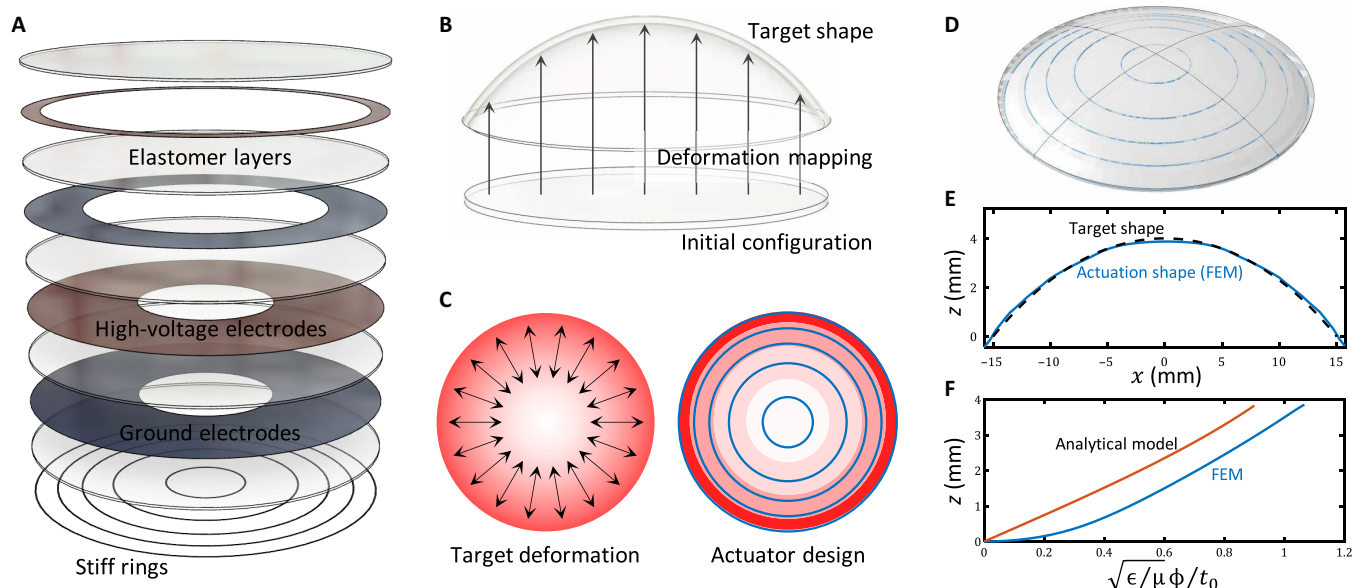 A
Elastomer layers
High-voltage electrodes
Ground electrodes
Stiff rings
B
Target shape
Deformation mapping
Initial configuration
C
Target deformation
Actuator design
D
E
Target shape
Actuation shape (FEM)
z (mm)
4
2
0
−15
−10
−5
0
5
10
15
x (mm)
F
Analytical model
FEM
z (mm)
4
3
2
1
0
0
0.2
0.4
0.6
0.8
1
1.2
√ϵ/μ ϕ/t₀